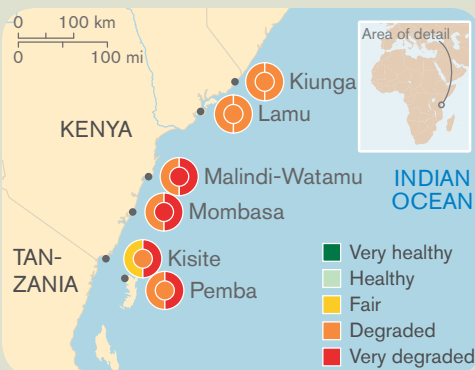 0 100 km
0 100 mi
Area of detail
Kiunga
Lamu
KENYA
Malindi-Watamu
INDIAN
OCEAN
Mombasa
TAN-
ZANIA
Kisite
Pemba
Very healthy
Healthy
Fair
Degraded
Very degraded